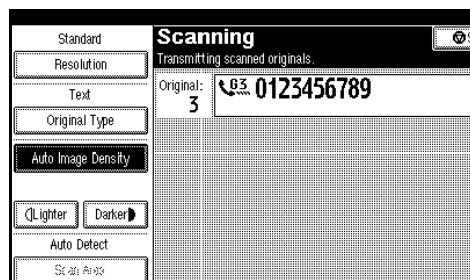 Standard
Resolution
Text
Original Type
Auto Image Density
Lighter
Darker
Auto Detect
Scan Area
Scanning
Transmitting scanned originals.
Original:
3
G3 0123456789